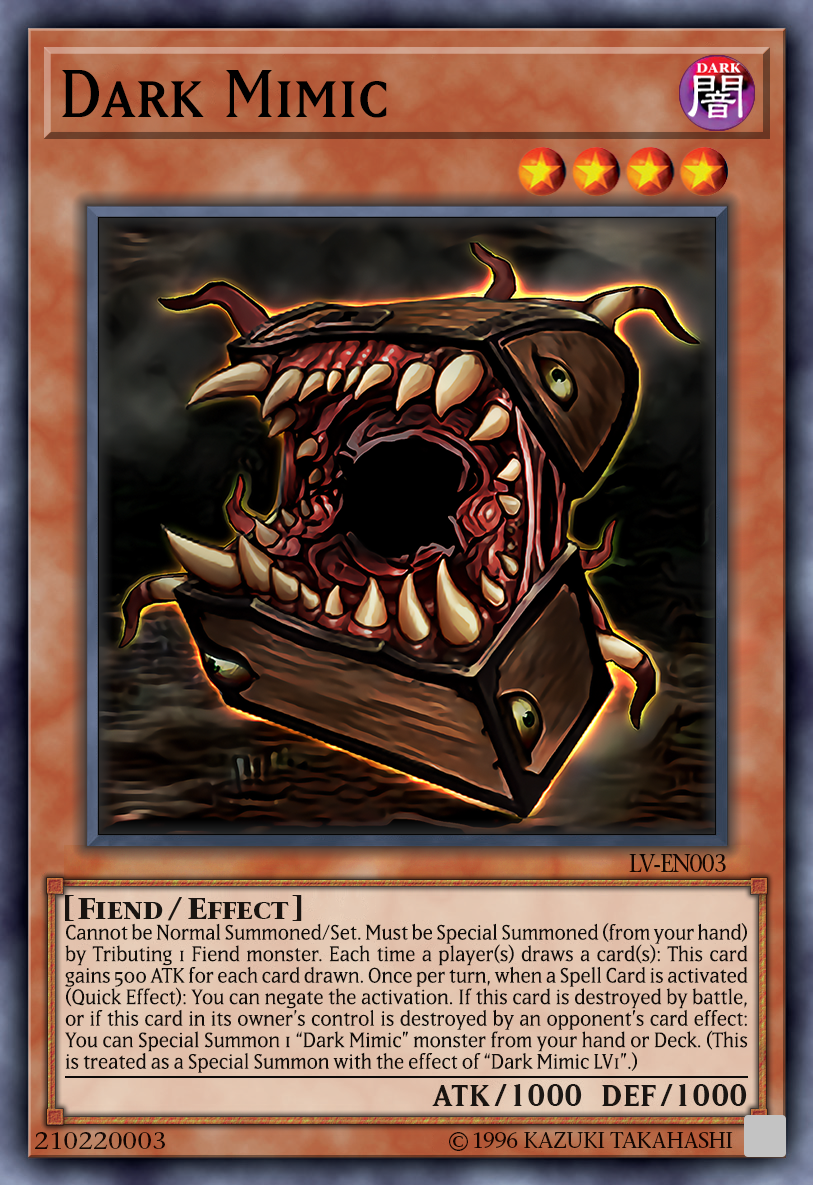 Dark Mimic
DARK
闇
LV-EN003
[ Fiend / Effect ]
Cannot be Normal Summoned/Set. Must be Special Summoned (from your hand)
by Tributing 1 Fiend monster. Each time a player(s) draws a card(s): This card
gains 500 ATK for each card drawn. Once per turn, when a Spell Card is activated
(Quick Effect): You can negate the activation. If this card is destroyed by battle,
or if this card in its owner's control is destroyed by an opponent's card effect:
You can Special Summon 1 “Dark Mimic” monster from your hand or Deck. (This
is treated as a Special Summon with the effect of “Dark Mimic LV1”.)
ATK / 1000 DEF / 1000
210220003 © 1996 KAZUKI TAKAHASHI